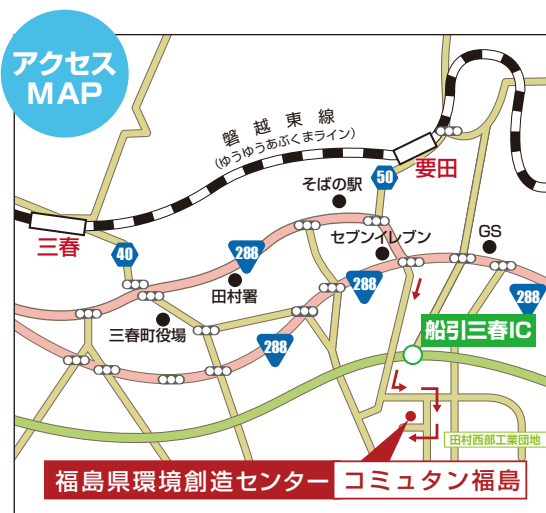 アクセス
MAP
磐越東線
(ゆうゆうあぶくまライン)
要田
50
そばの駅
三春
セブンイレブン
GS
40
288
田村署
288
288
三春町役場
船引三春IC
288
田村西部工業団地
福島県環境創造センター コミュタン福島